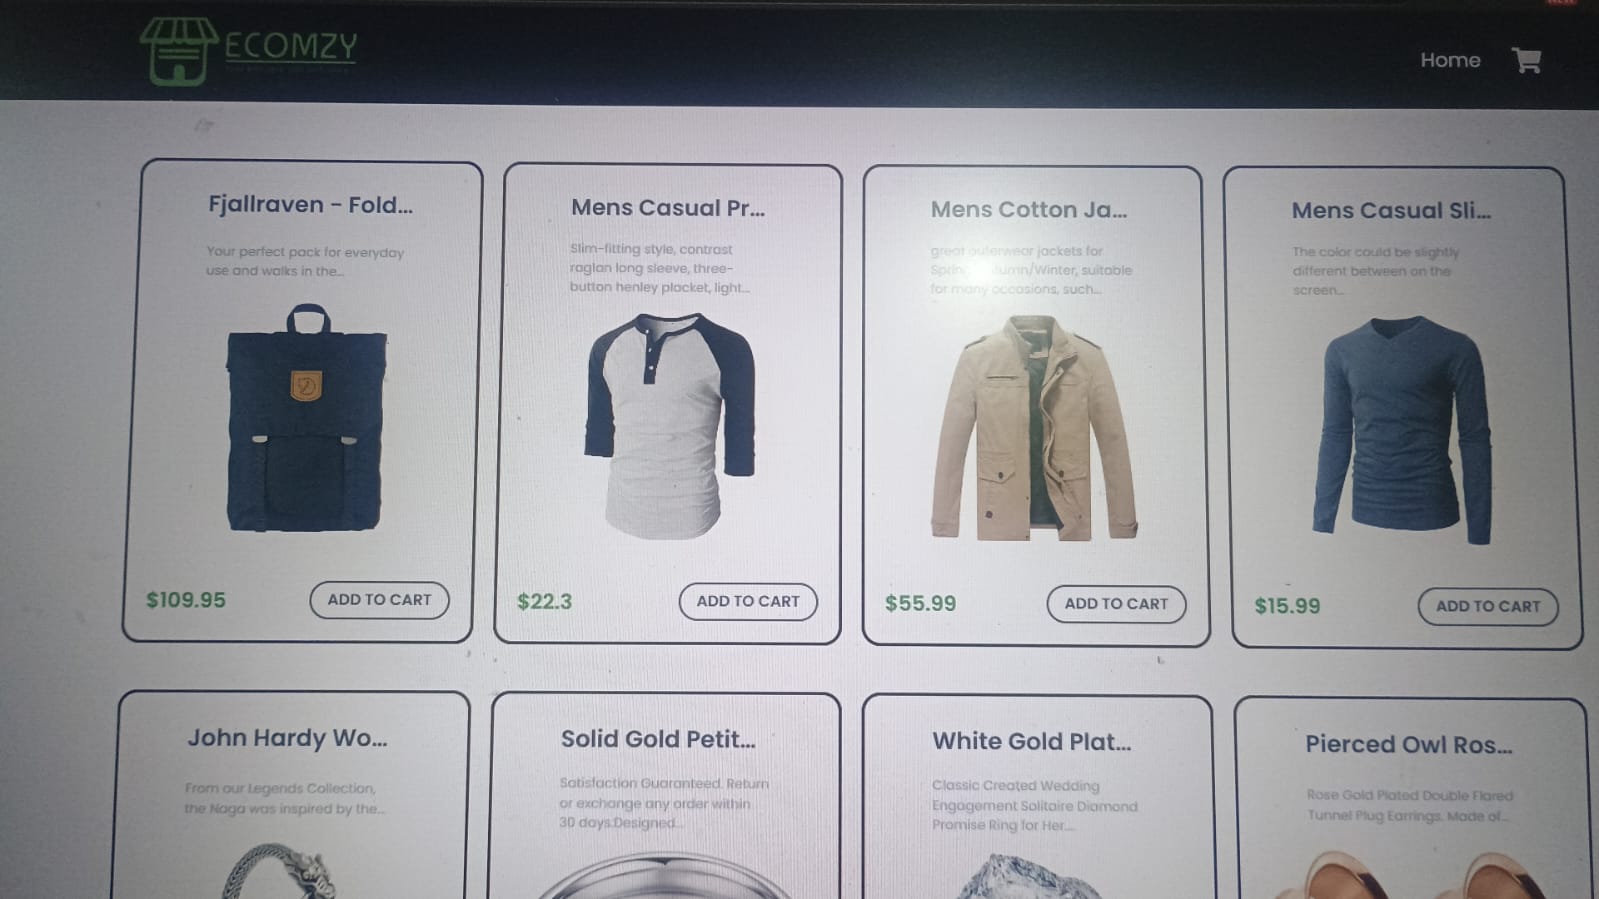 ECOMZY
Home
Fjallraven - Fold...
Your perfect pack for everyday
use and walks in the...
$109.95
ADD TO CART
Mens Casual Pr...
Slim-fitting style, contrast
raglan long sleeve, three-
button henley placket, light...
$22.3
ADD TO CART
Mens Cotton Ja...
great outerwear jackets for
Spring
umn/Winter, suitable
for many occasions, such...
$55.99
ADD TO CART
Mens Casual Sli...
The color could be slightly
different between on the
screen...
$15.99
ADD TO CART
John Hardy Wo...
From our Legends Collection,
the Naga was inspired by the...
Solid Gold Petit...
Satisfaction Guaranteed. Return
or exchange any order within
30 days.Designed...
White Gold Plat...
Classic Created Wedding
Engagement Solitaire Diamond
Promise Ring for Her....
Pierced Owl Ros...
Rose Gold Plated Double Flared
Tunnel Plug Earrings. Made of...